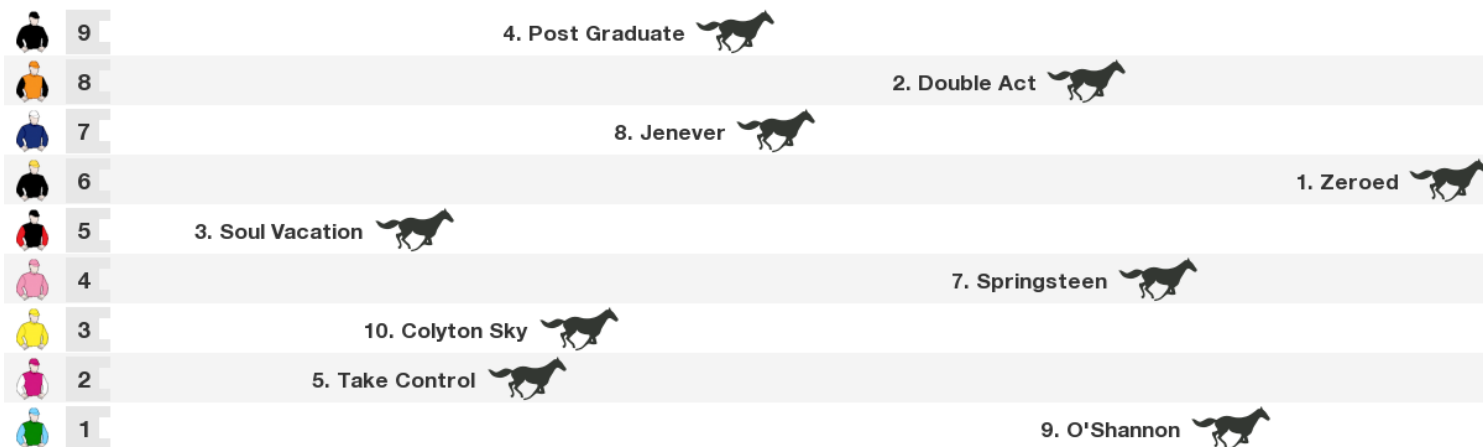 9 4. Post Graduate
8 2. Double Act
7 8. Jenever
6 1. Zeroed
5 3. Soul Vacation
4 7. Springsteen
3 10. Colyton Sky
2 5. Take Control
1 9. O'Shannon